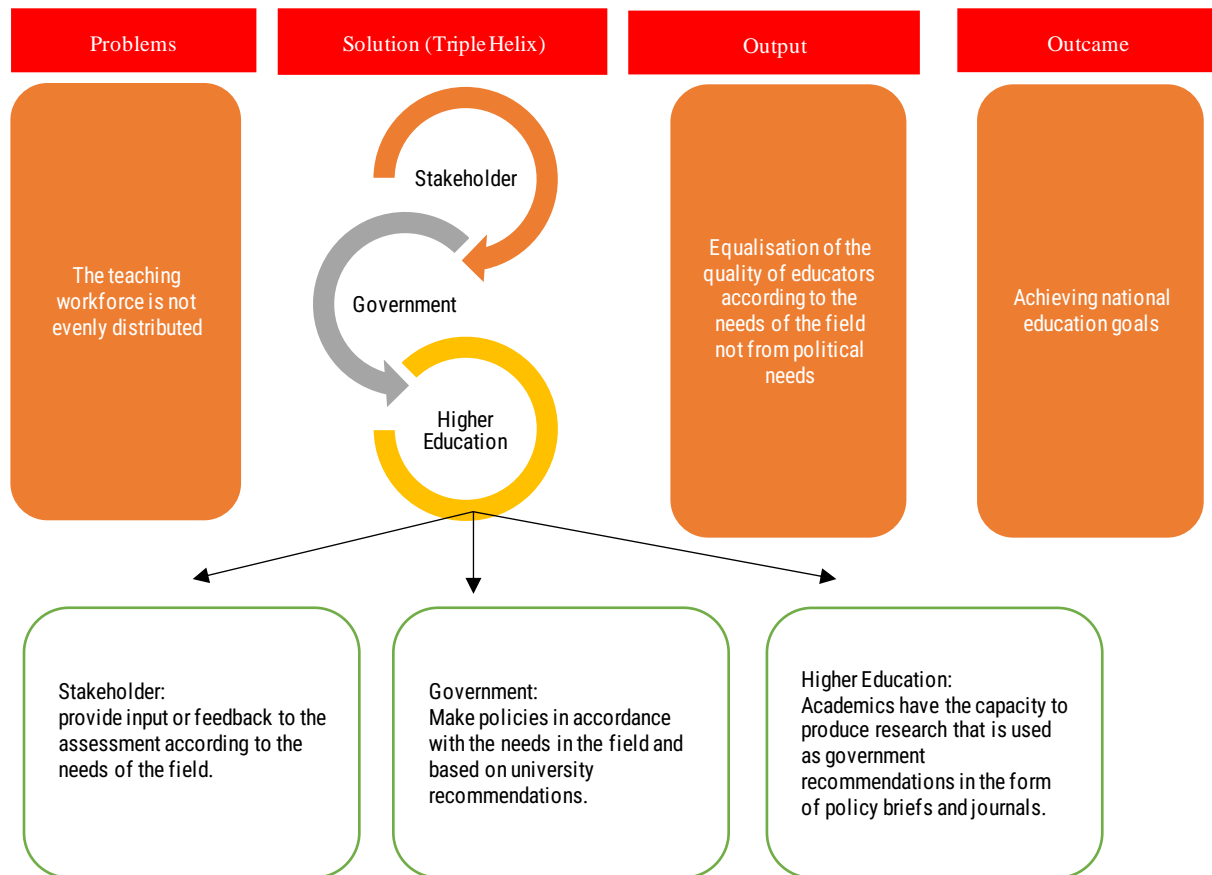 Problems
Solution (Triple Helix)
Output
Outcame
The teaching
workforce is not
evenly distributed
Stakeholder
Government
Higher
Education
Equalisation of the
quality of educators
according to the
needs of the field
not from political
needs
Achieving national
education goals
Stakeholder:
provide input or feedback to the
assessment according to the
needs of the field.
Government:
Make policies in accordance
with the needs in the field and
based on university
recommendations.
Higher Education:
Academics have the capacity to
produce research that is used
as government
recommendations in the form
of policy briefs and journals.